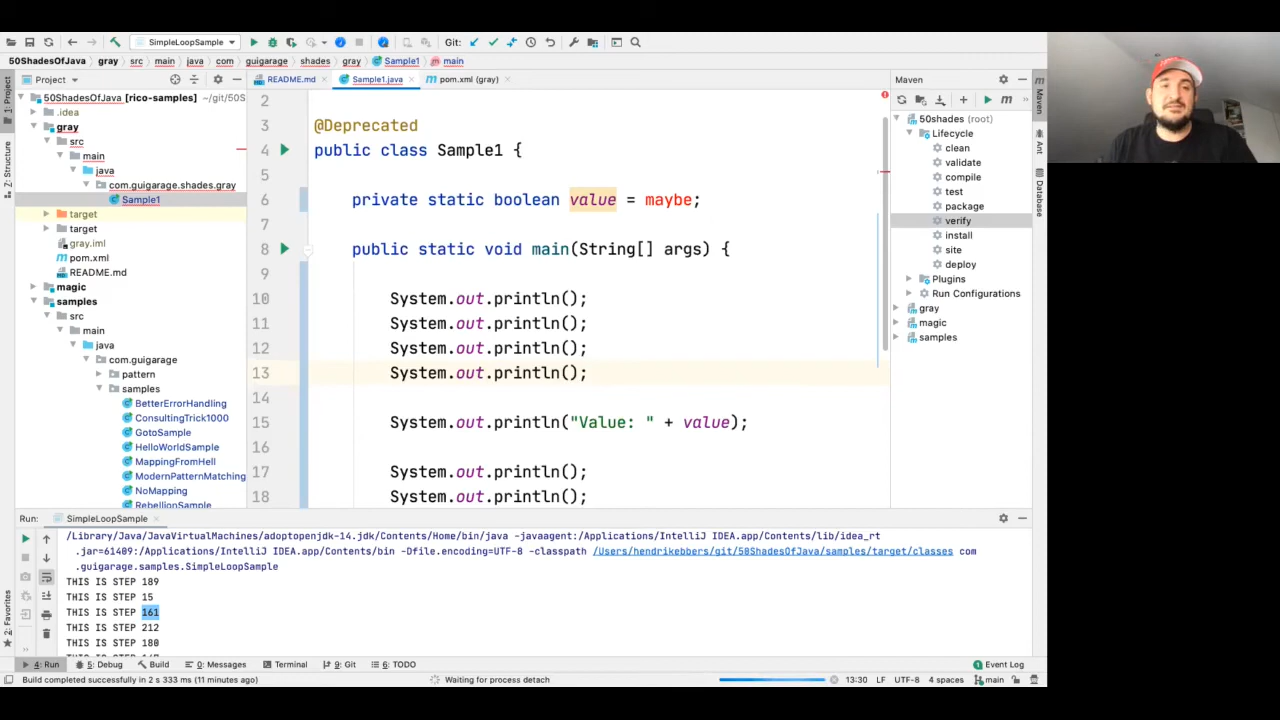 SimpleLoopSample
Git:
50ShadesOfJava gray src main java com guigarage shades gray Sample1 main
1: Project
Z: Structure
2: Favorites
Project
50ShadesOfJava [rico-samples] ~/git/50S
.idea
gray
src
main
java
com.guigarage.shades.gray
Sample1
target
target
gray.iml
pom.xml
README.md
magic
samples
src
main
java
com.guigarage
pattern
samples
BetterErrorHandling
ConsultingTrick1000
GotoSample
HelloWorldSample
MappingFromHell
ModernPatternMatching
NoMapping
RebellionSample
README.md Sample1.java pom.xml (gray)
2
3 @Deprecated
4 public class Sample1 {
5
6 private static boolean value = maybe;
7
8 public static void main(String[] args) {
9
10 System.out.println();
11 System.out.println();
12 System.out.println();
13 System.out.println();
14
15 System.out.println("Value: " + value);
16
17 System.out.println();
18 System.out.println();
Maven
50shades (root)
Lifecycle
clean
validate
compile
test
package
verify
install
site
deploy
Plugins
Run Configurations
gray
magic
samples
Maven
Ant
Database
Run: SimpleLoopSample
/Library/Java/JavaVirtualMachines/adoptopenjdk-14.jdk/Contents/Home/bin/java -javaagent:/Applications/IntelliJ IDEA.app/Contents/lib/idea_rt
.jar=61409:/Applications/IntelliJ IDEA.app/Contents/bin -Dfile.encoding=UTF-8 -classpath /Users/hendrikebbers/git/50ShadesOfJava/samples/target/classes com
.guigarage.samples.SimpleLoopSample
THIS IS STEP 189
THIS IS STEP 15
THIS IS STEP 161
THIS IS STEP 212
THIS IS STEP 180
4: Run 5: Debug Build 0: Messages Terminal 9: Git 6: TODO Event Log
Build completed successfully in 2 s 333 ms (11 minutes ago) Waiting for process detach 13:30 LF UTF-8 4 spaces main